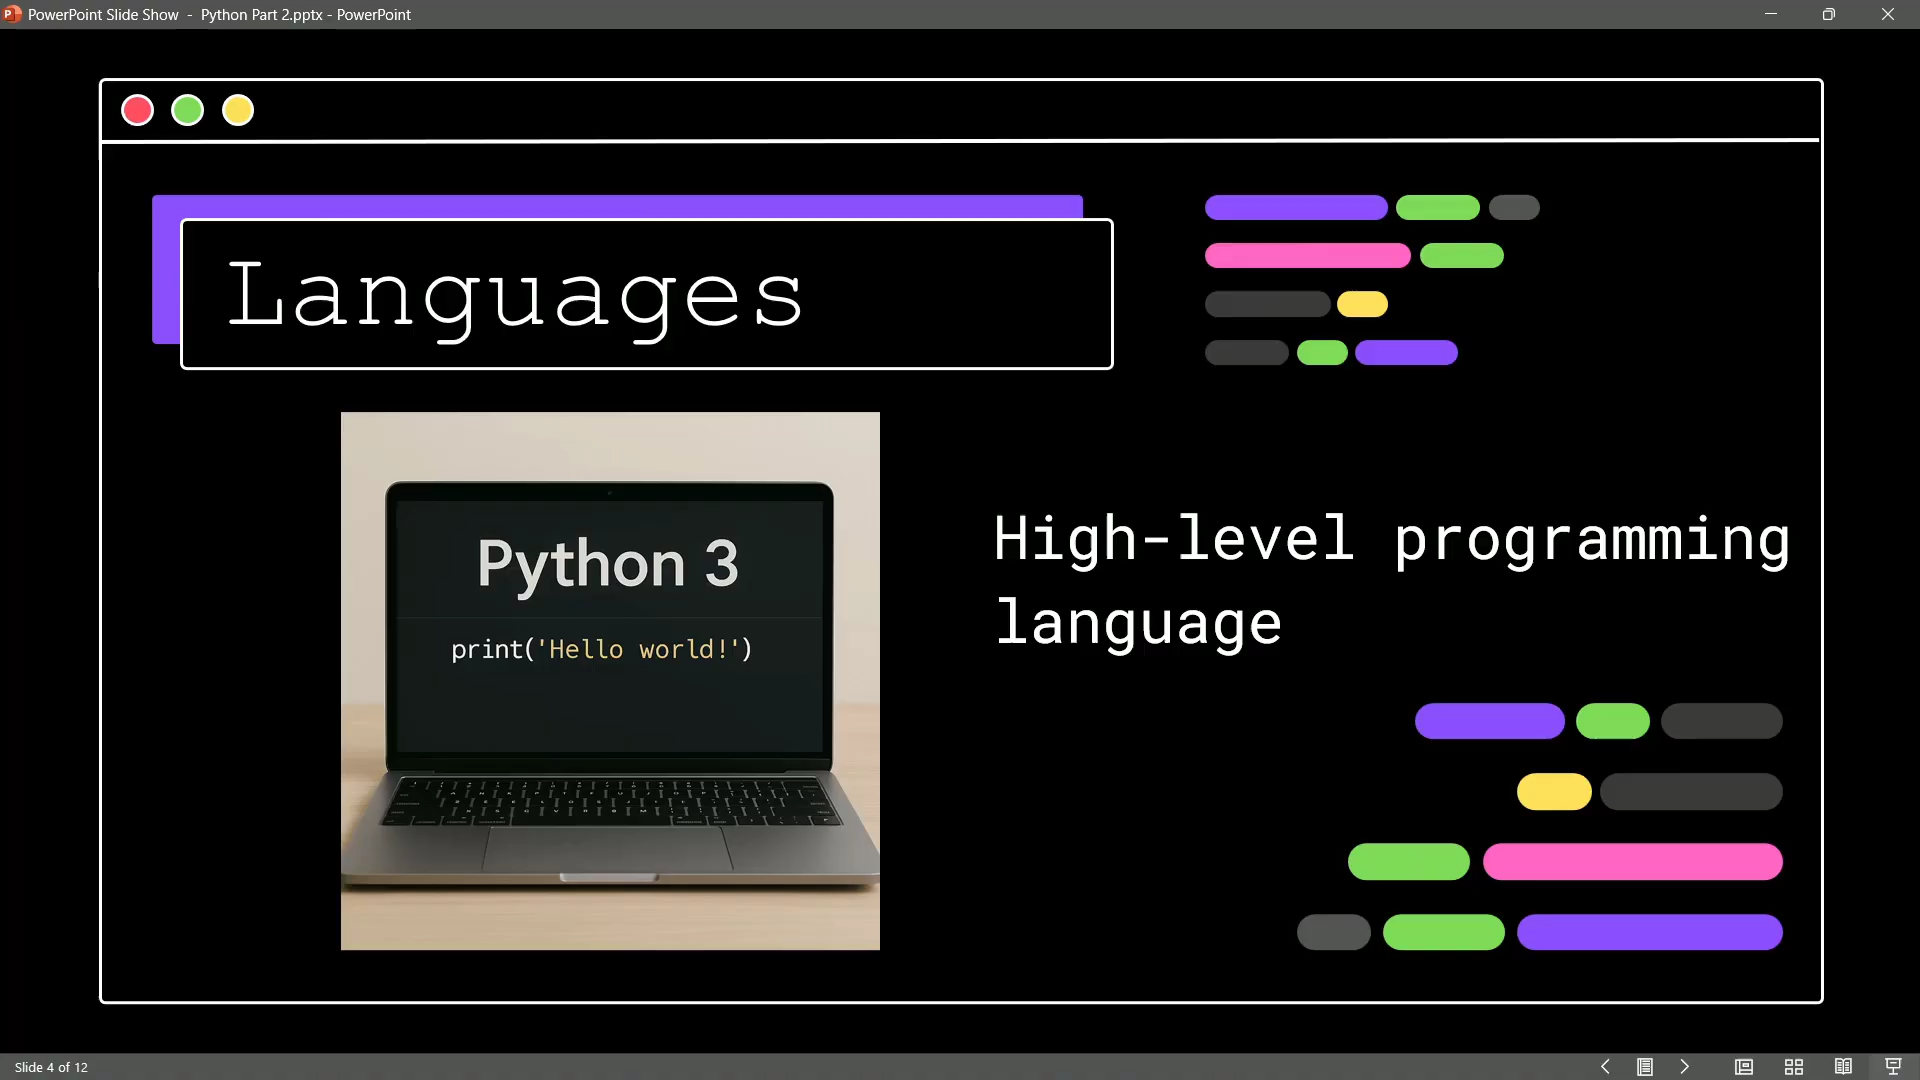 PowerPoint Slide Show - Python Part 2.pptx - PowerPoint
Languages
Python 3
print('Hello world!')
High-level programming
language
Slide 4 of 12